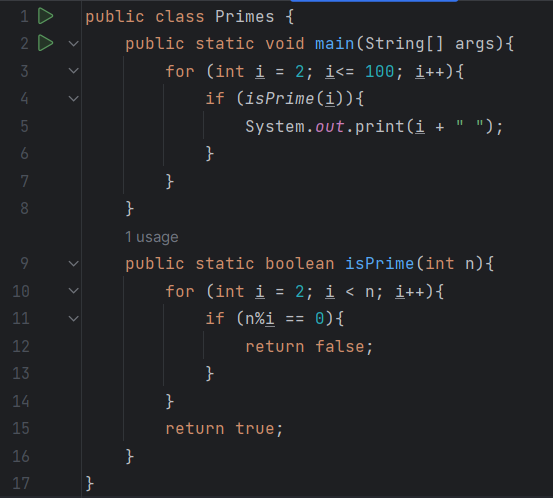 1 public class Primes {
2 public static void main(String[] args){
3 for (int i = 2; i<= 100; i++){
4 if (isPrime(i)){
5 System.out.print(i + " ");
6 }
7 }
8 }
1 usage
9 public static boolean isPrime(int n){
10 for (int i = 2; i < n; i++){
11 if (n%i == 0){
12 return false;
13 }
14 }
15 return true;
16 }
17 }